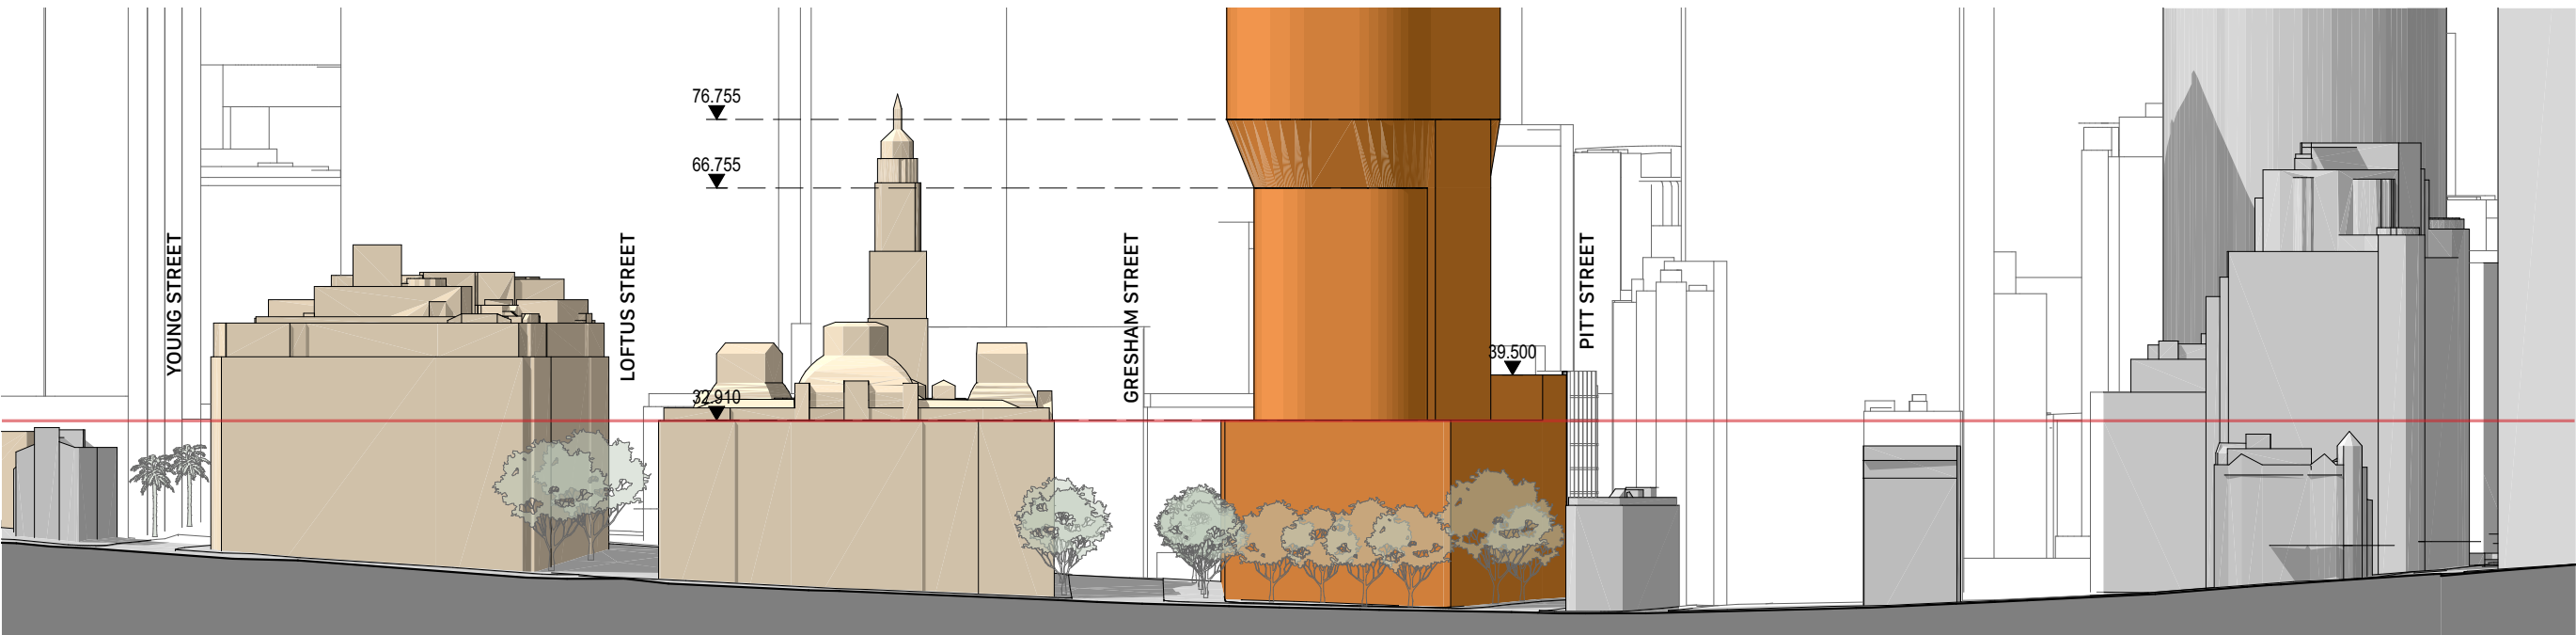 76.755
66.755
YOUNG STREET
LOFTUS STREET
GRESHAM STREET
PITT STREET
39.500
32.910